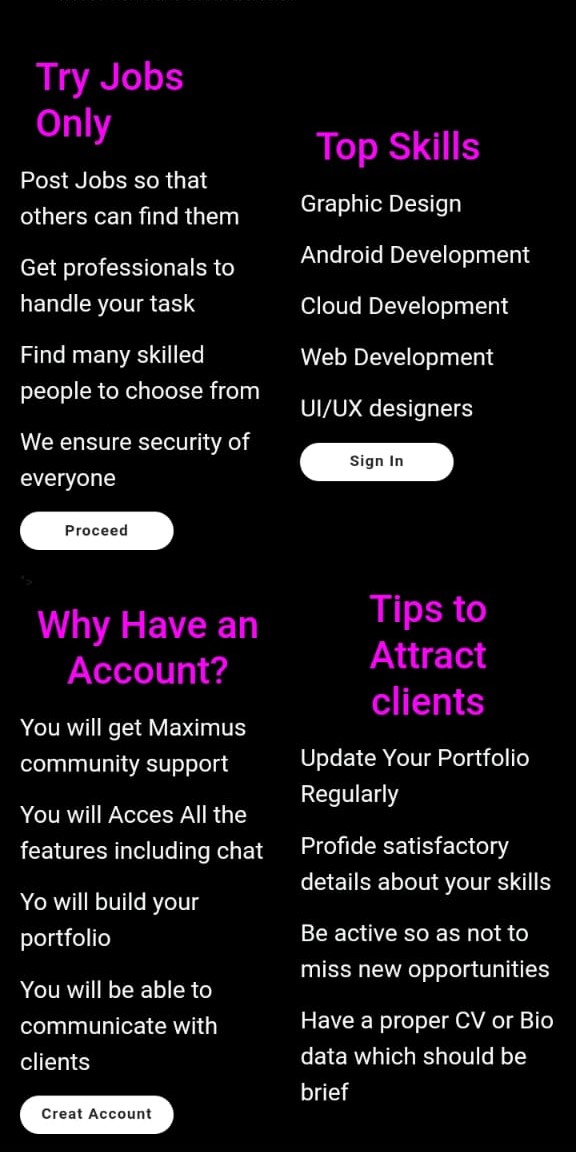 Try Jobs
Only
Post Jobs so that
others can find them
Get professionals to
handle your task
Find many skilled
people to choose from
We ensure security of
everyone
Proceed
Top Skills
Graphic Design
Android Development
Cloud Development
Web Development
UI/UX designers
Sign In
">
Why Have an
Account?
You will get Maximus
community support
You will Acces All the
features including chat
Yo will build your
portfolio
You will be able to
communicate with
clients
Creat Account
Tips to
Attract
clients
Update Your Portfolio
Regularly
Profide satisfactory
details about your skills
Be active so as not to
miss new opportunities
Have a proper CV or Bio
data which should be
brief